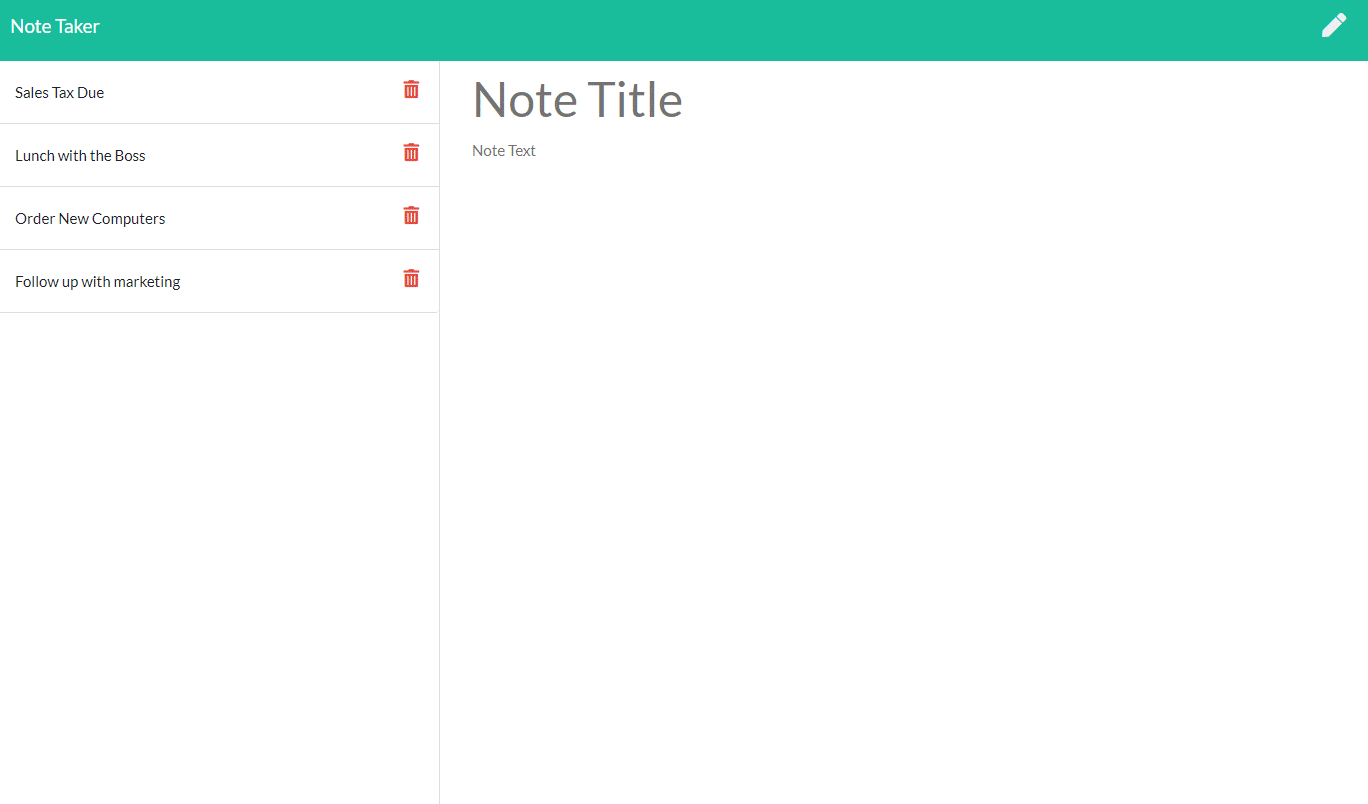 Note Taker
Sales Tax Due
Lunch with the Boss
Order New Computers
Follow up with marketing
Note Title
Note Text